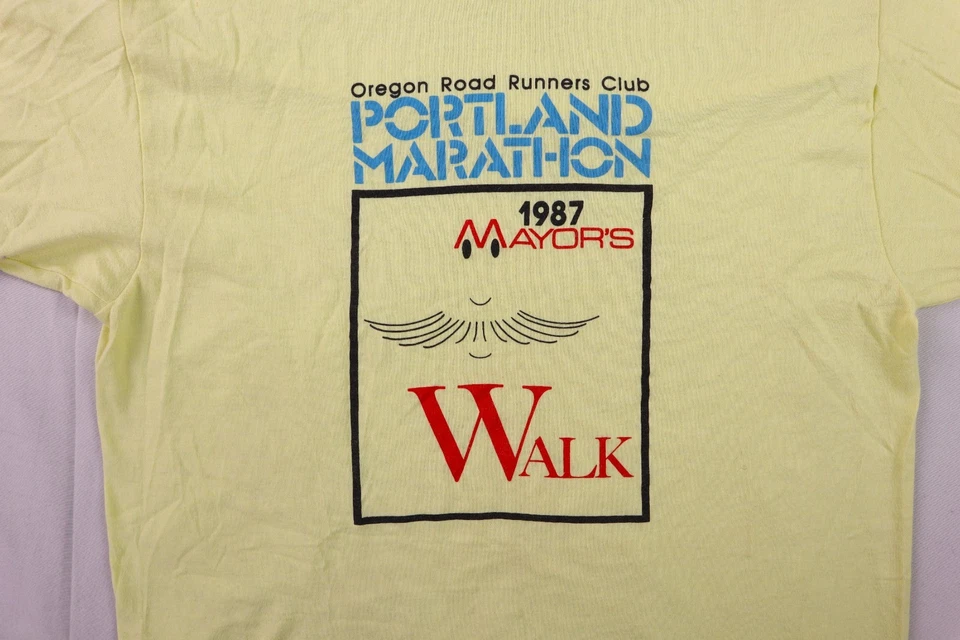 Oregon Road Runners Club
PORTLAND
MARATHON
1987
MAYOR'S
WALK